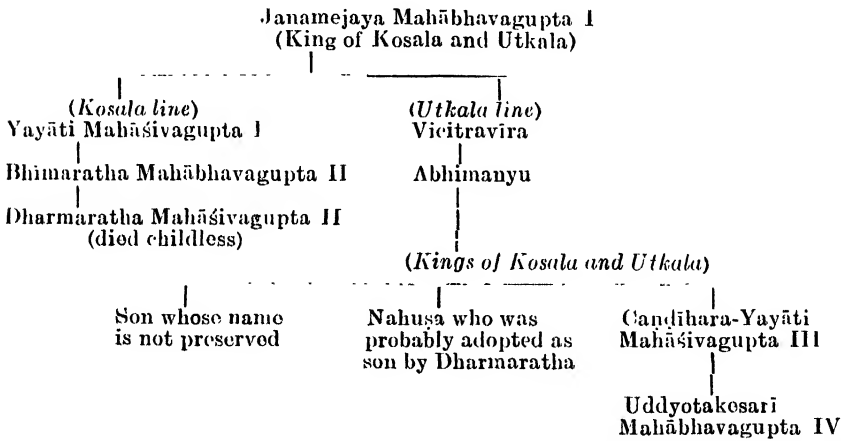 Janamejaya Mahābhavagupta I
(King of Kosala and Utkala)
(Kosala line)
Yayāti Mahāśivagupta I
Bhimaratha Mahābhavagupta II
Dharmaratha Mahāśivagupta II
(died childless)
(Utkala line)
Vicitravīra
Abhimanyu
(Kings of Kosala and Utkala)
Son whose name
is not preserved
Nahuṣa who was
probably adopted as
son by Dharmaratha
Caṇḍīhara-Yayāti
Mahāśivagupta III
Uddyotakesarī
Mahābhavagupta IV